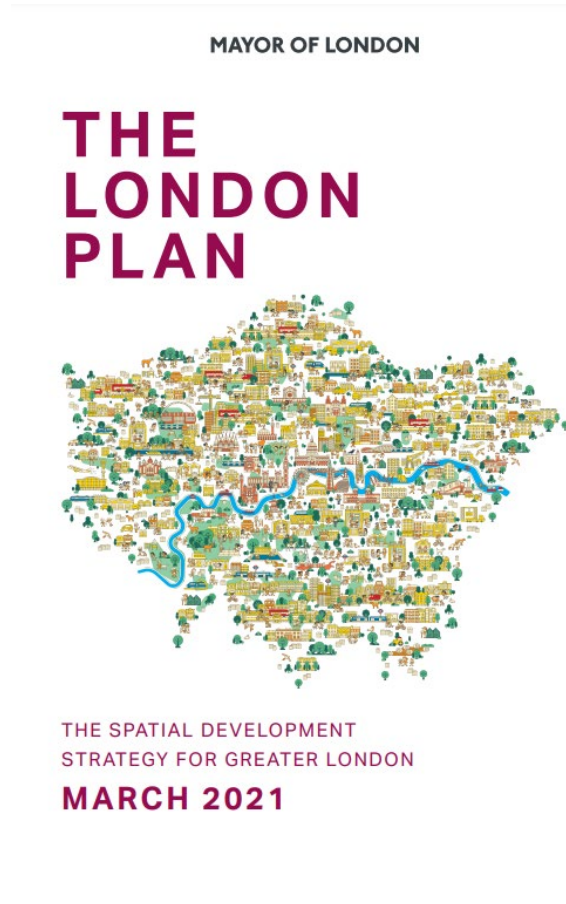 MAYOR OF LONDON
THE
LONDON
PLAN
THE SPATIAL DEVELOPMENT
STRATEGY FOR GREATER LONDON
MARCH 2021